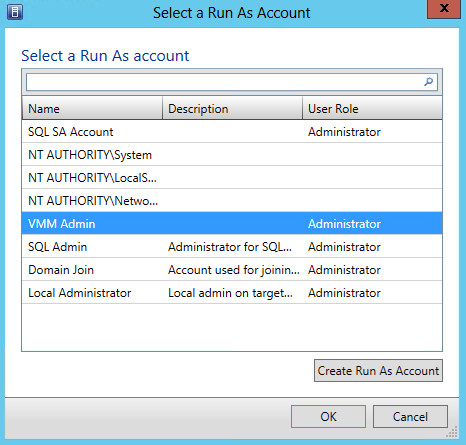 Select a Run As Account
X
Select a Run As account
Name Description User Role
SQL SA Account Administrator
NT AUTHORITY\System
NT AUTHORITY\LocalS...
NT AUTHORITY\Netwo...
VMM Admin Administrator
SQL Admin Administrator for SQL... Administrator
Domain Join Account used for joinin... Administrator
Local Administrator Local admin on target... Administrator
Create Run As Account
OK Cancel